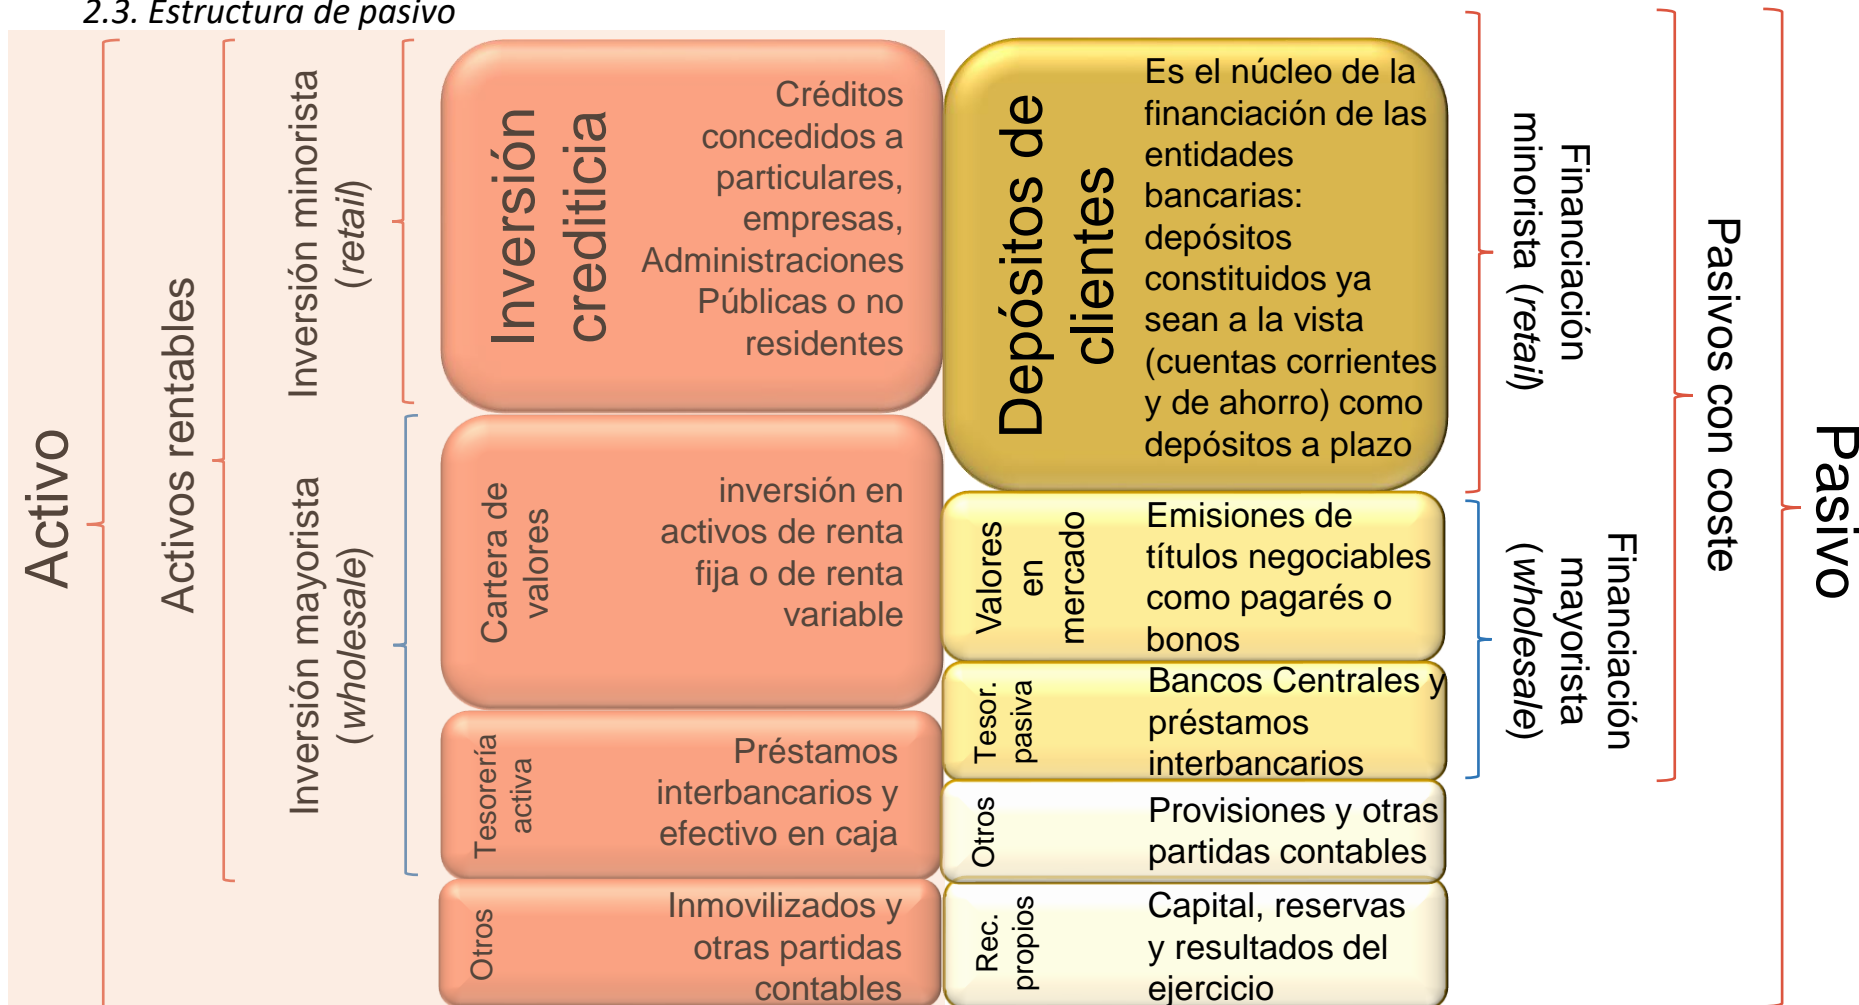 2.3. Estructura de pasivo
Activo
Activos rentables
Inversión minorista
(retail)
Inversión mayorista
(wholesale)
Inversión
crediticia
Créditos
concedidos a
particulares,
empresas,
Administraciones
Públicas o no
residentes
Cartera de
valores
inversión en
activos de renta
fija o de renta
variable
Tesorería
activa
Préstamos
interbancarios y
efectivo en caja
Otros
Inmovilizados y
otras partidas
contables
Depósitos de
clientes
Es el núcleo de la
financiación de las
entidades
bancarias:
depósitos
constituidos ya
sean a la vista
(cuentas corrientes
y de ahorro) como
depósitos a plazo
Valores
en
mercado
Emisiones de
títulos negociables
como pagarés o
bonos
Tesor.
pasiva
Bancos Centrales y
préstamos
interbancarios
Otros
Provisiones y otras
partidas contables
Rec.
propios
Capital, reservas
y resultados del
ejercicio
Financiación
minorista (retail)
Financiación
mayorista
(wholesale)
Pasivos con coste
Pasivo